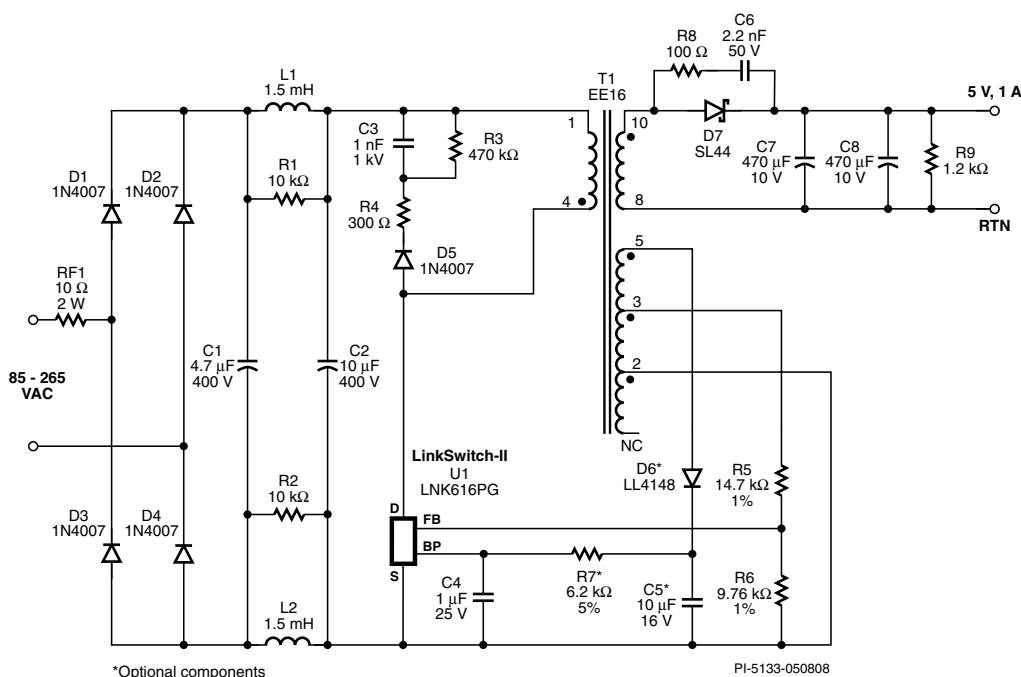 R8
100 Ω
C6
2.2 nF
50 V
L1
1.5 mH
T1
EE16
5 V, 1 A
1
10
D7
SL44
C3
1 nF
1 kV
R3
470 kΩ
C7
470 µF
10 V
C8
470 µF
10 V
R9
1.2 kΩ
D1
1N4007
D2
1N4007
R1
10 kΩ
R4
300 Ω
4
8
RTN
D5
1N4007
5
RF1
10 Ω
2 W
3
85 - 265
VAC
C1
4.7 µF
400 V
C2
10 µF
400 V
2
NC
LinkSwitch-II
U1
LNK616PG
D6*
LL4148
R5
14.7 kΩ
1%
R2
10 kΩ
D
FB
BP
S
D3
1N4007
D4
1N4007
C4
1 µF
25 V
R7*
6.2 kΩ
5%
C5*
10 µF
16 V
R6
9.76 kΩ
1%
L2
1.5 mH
*Optional components
PI-5133-050808